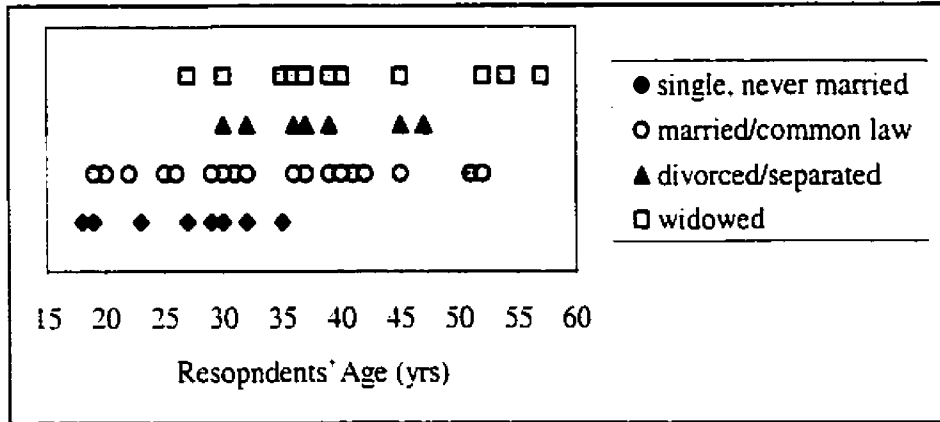 single, never married
married/common law
divorced/separated
widowed
15 20 25 30 35 40 45 50 55 60
Resopndents' Age (yrs)